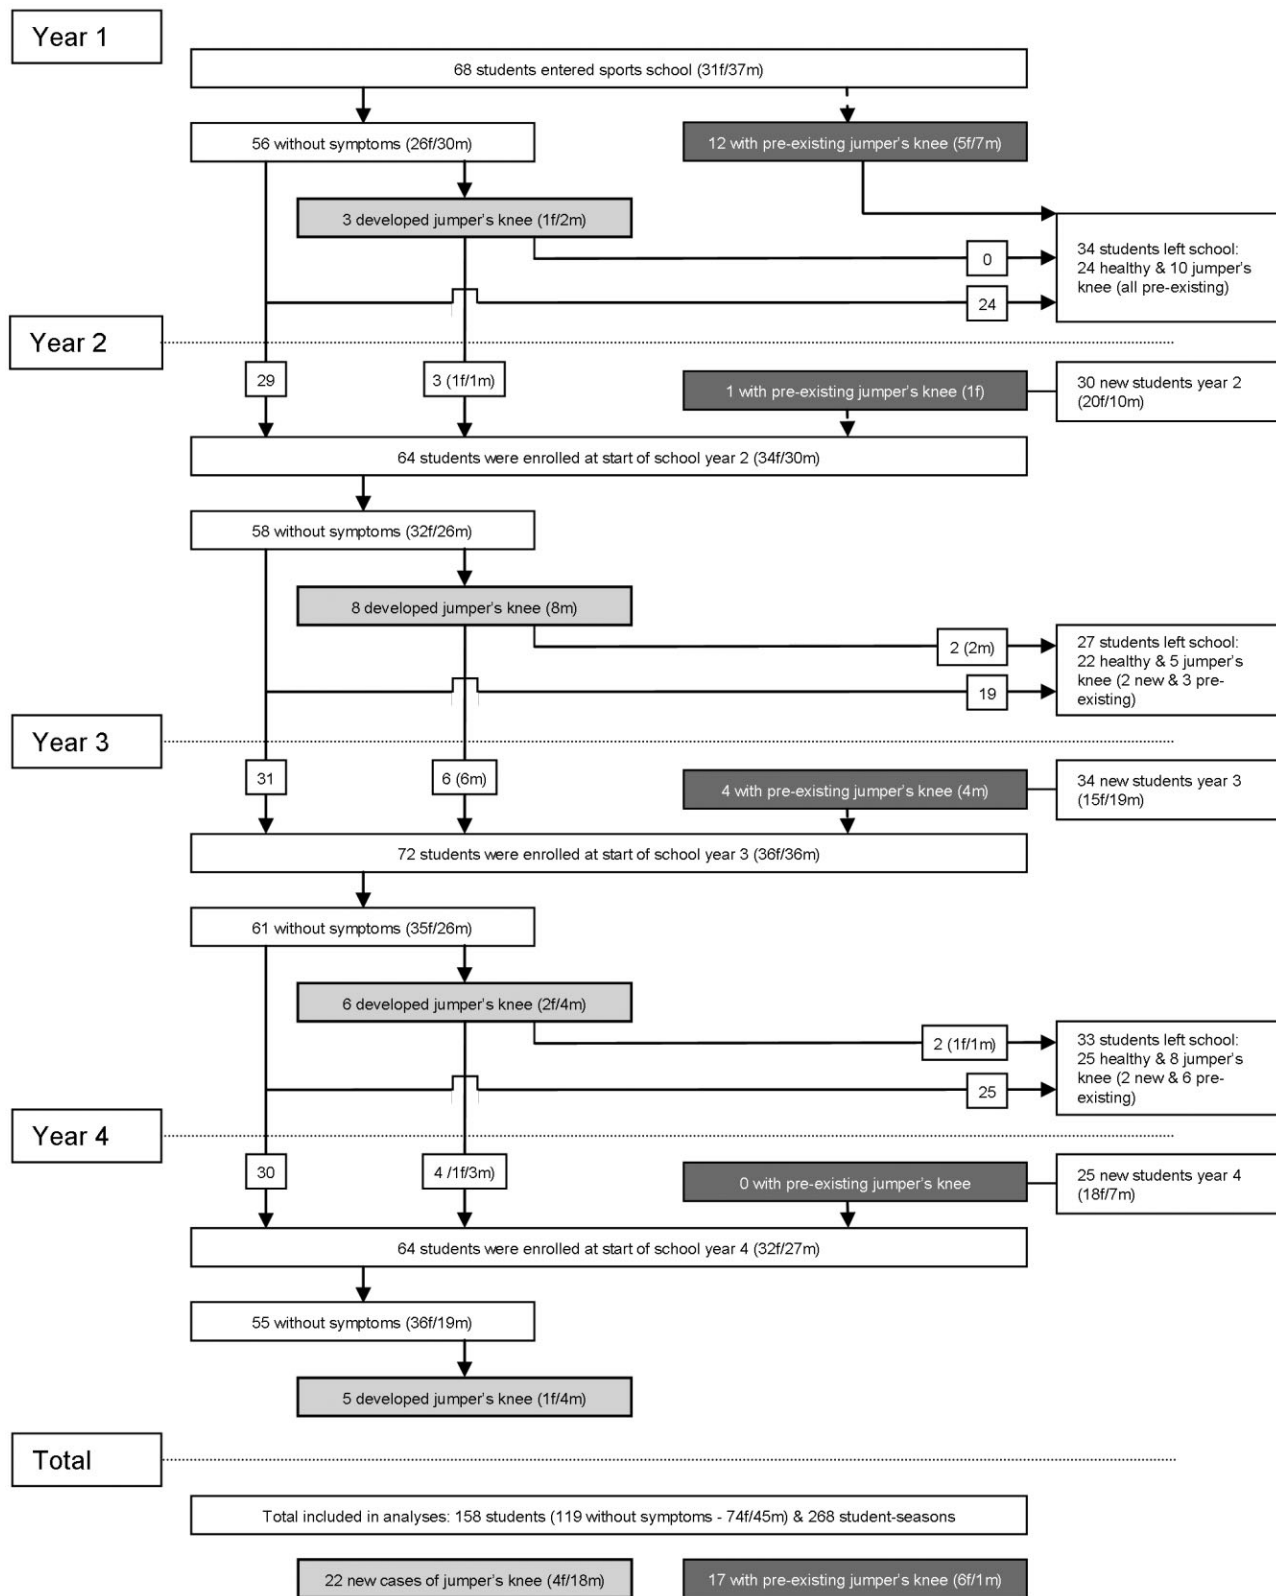 Year 1
68 students entered sports school (31f/37m)
56 without symptoms (26f/30m)
12 with pre-existing jumper's knee (5f/7m)
3 developed jumper's knee (1f/2m)
34 students left school:
24 healthy & 10 jumper's
knee (all pre-existing)
0
24
Year 2
29
3 (1f/1m)
1 with pre-existing jumper's knee (1f)
30 new students year 2
(20f/10m)
64 students were enrolled at start of school year 2 (34f/30m)
58 without symptoms (32f/26m)
8 developed jumper's knee (8m)
2 (2m)
27 students left school:
22 healthy & 5 jumper's
knee (2 new & 3 pre-
existing)
19
Year 3
31
6 (6m)
4 with pre-existing jumper's knee (4m)
34 new students year 3
(15f/19m)
72 students were enrolled at start of school year 3 (36f/36m)
61 without symptoms (35f/26m)
6 developed jumper's knee (2f/4m)
2 (1f/1m)
33 students left school:
25 healthy & 8 jumper's
knee (2 new & 6 pre-
existing)
25
Year 4
30
4 /1f/3m)
0 with pre-existing jumper's knee
25 new students year 4
(18f/7m)
64 students were enrolled at start of school year 4 (32f/27m)
55 without symptoms (36f/19m)
5 developed jumper's knee (1f/4m)
Total
Total included in analyses: 158 students (119 without symptoms - 74f/45m) & 268 student-seasons
22 new cases of jumper's knee (4f/18m)
17 with pre-existing jumper's knee (6f/1m)